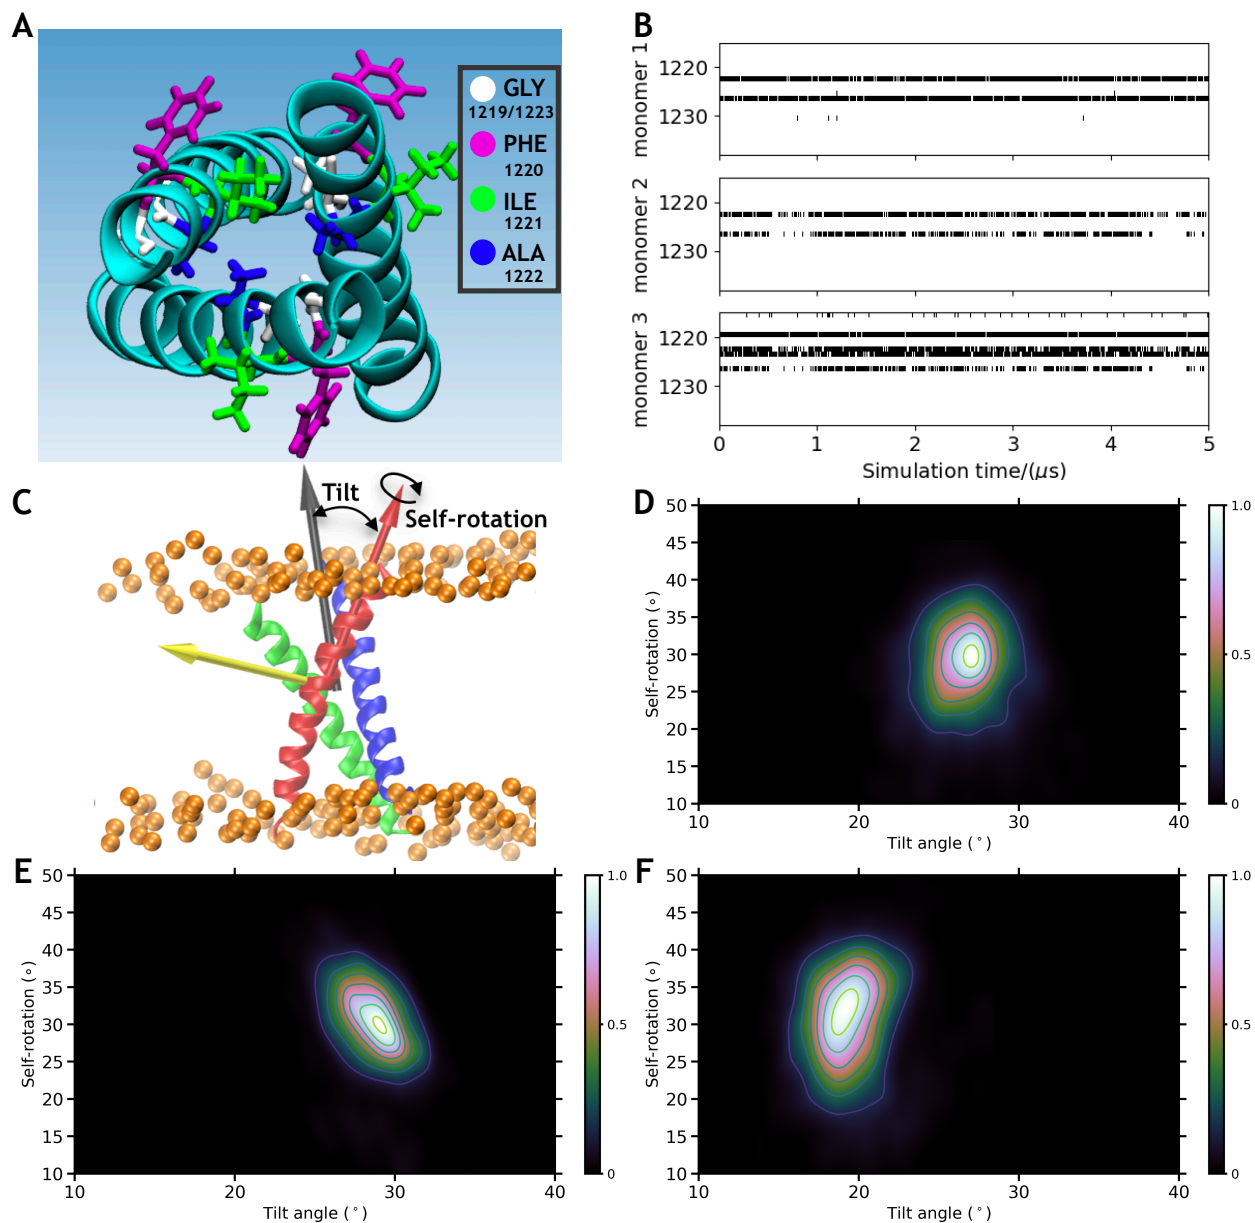 A
GLY
1219/1223
PHE
1220
ILE
1221
ALA
1222
B
monomer 1
1220
1230
monomer 2
1220
1230
monomer 3
1220
1230
0 1 2 3 4 5
Simulation time/(μs)
C
Tilt
Self-rotation
D
50
45
40
35
30
25
20
15
10
Self-rotation (∘)
10 20 30 40
Tilt angle (°)
1.0
0.5
0
E
50
45
40
35
30
25
20
15
10
Self-rotation (∘)
10 20 30 40
Tilt angle (°)
1.0
0.5
0
F
50
45
40
35
30
25
20
15
10
Self-rotation (∘)
10 20 30 40
Tilt angle (°)
1.0
0.5
0